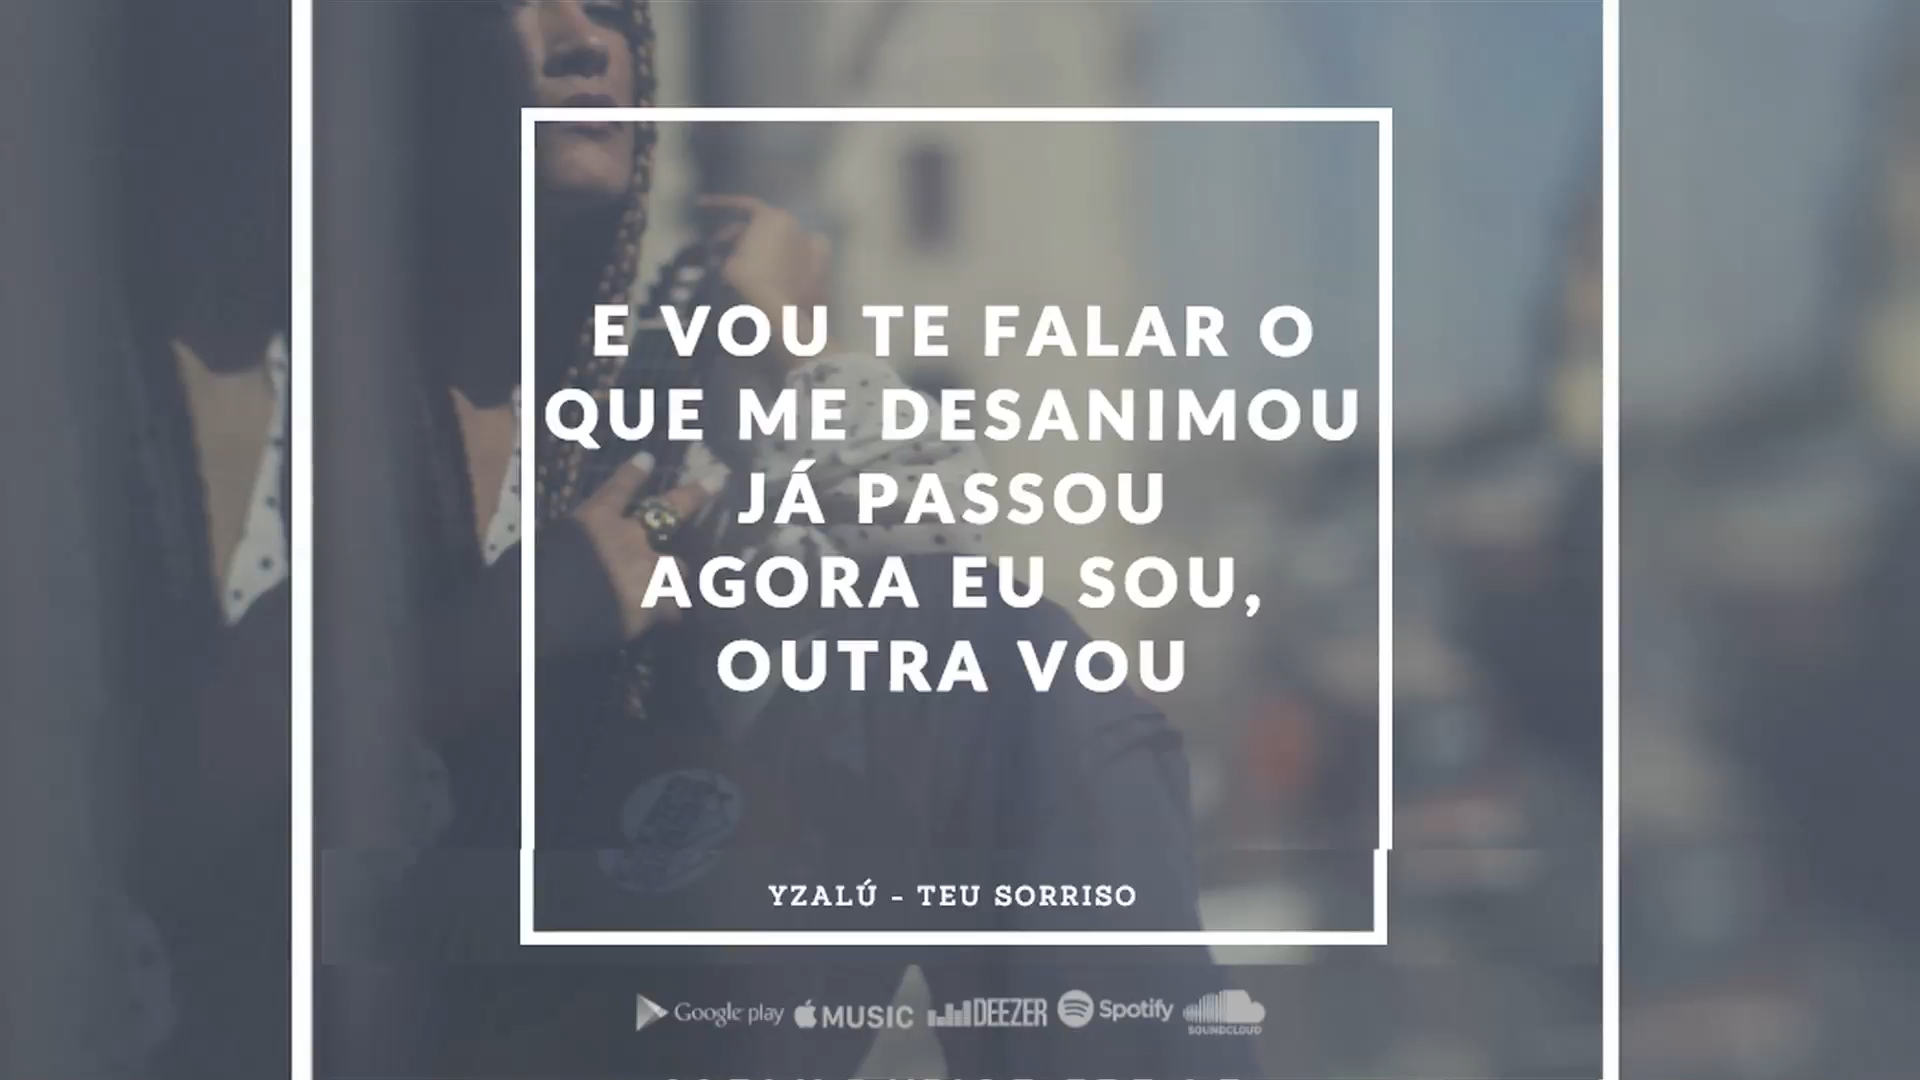 E VOU TE FALAR O
QUE ME DESANIMOU
JÁ PASSOU
AGORA EU SOU,
OUTRA VOU
YZALÚ - TEU SORRISO
Google play MUSIC DEEZER Spotify SOUNDCLOUD